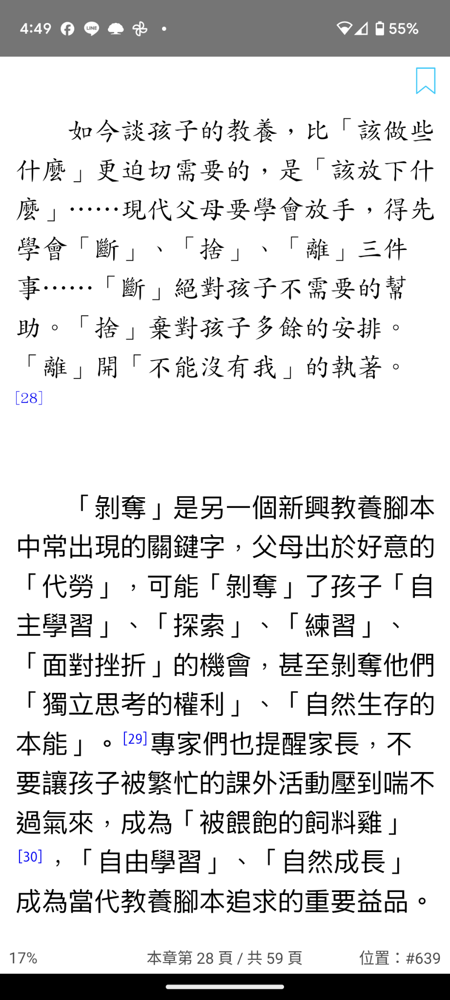 4:49
LINE
55%
如今談孩子的教養，比「該做些
什麼」更迫切需要的，是「該放下什
麼」⋯⋯現代父母要學會放手，得先
學會「斷」、「捨」、「離」三件
事⋯⋯「斷」絕對孩子不需要的幫
助。「捨」棄對孩子多餘的安排。
「離」開「不能沒有我」的執著。
[28]
「剝奪」是另一個新興教養腳本
中常出現的關鍵字，父母出於好意的
「代勞」，可能「剝奪」了孩子「自
主學習」、「探索」、「練習」、
「面對挫折」的機會，甚至剝奪他們
「獨立思考的權利」、「自然生存的
本能」。[29]專家們也提醒家長，不
要讓孩子被繁忙的課外活動壓到喘不
過氣來，成為「被餵飽的飼料雞」
[30]，「自由學習」、「自然成長」
成為當代教養腳本追求的重要益品。
17%
本章第 28 頁 / 共 59 頁
位置：#639